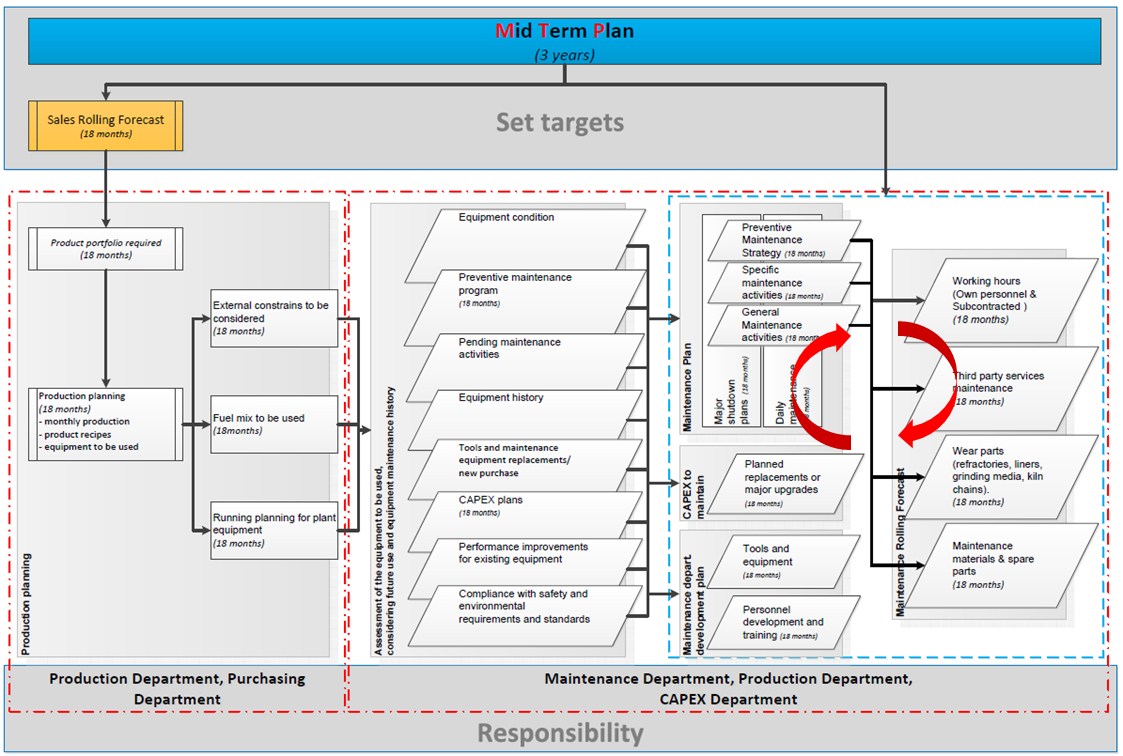 Mid Term Plan
(3 years)
Sales Rolling Forecast
(18 months)
Set targets
Product portfolio required
(18 months)
External constrains to be
considered
(18 months)
Production planning
(18 months)
- monthly production
- product recipes
- equipment to be used
Fuel mix to be used
(18months)
Running planning for plant
equipment
(18 months)
Production planning
Assessment of the equipment to be used,
considering future use and equipment maintenance history
Equipment condition
Preventive maintenance
program
(18 months)
Pending maintenance
activities
Equipment history
Tools and maintenance
equipment replacements/
new purchase
CAPEX plans
(18 months)
Performance improvements
for existing equipment
Compliance with safety and
environmental
requirements and standards
Maintenance Plan
Preventive
Maintenance
Strategy (18 months)
Specific
maintenance
activities (18 months)
General
Maintenance
activities (18 month
Major
shutdown
plans (18 months)
Daily
maintenance
months)
CAPEX to
maintain
Planned
replacements or
major upgrades
(18 months)
Maintenance depart.
development plan
Tools and
equipment
(18 months)
Personnel
development and
training (18 months)
Maintenance Rolling Forecast
Working hours
(Own personnel &
Subcontracted )
(18 months)
Third party services
maintenance
(18 months)
Wear parts
(refractories, liners,
grinding media, kiln
chains).
(18 months)
Maintenance
materials & spare
parts
(18 months)
Production Department, Purchasing
Department
Maintenance Department, Production Department,
CAPEX Department
Responsibility